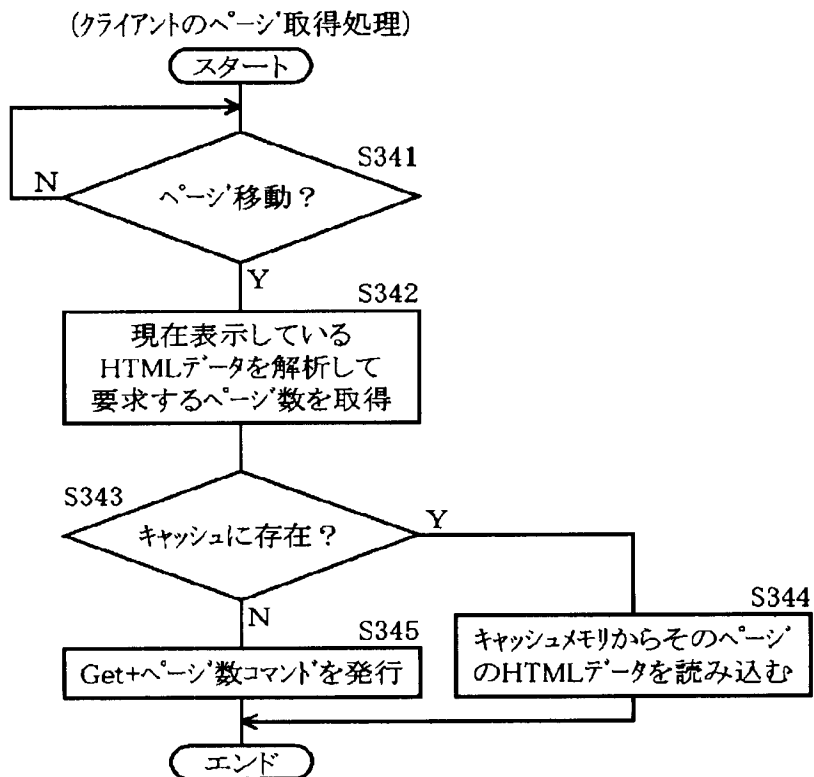 (クライアントのページ取得処理)
スタート
S341
N
ページ移動?
Y
S342
現在表示している
HTMLデータを解析して
要求するページ数を取得
S343
キャッシュに存在?
Y
N
S344
キャッシュメモリからそのページ
のHTMLデータを読み込む
S345
Get+ページ数コマンドを発行
エンド